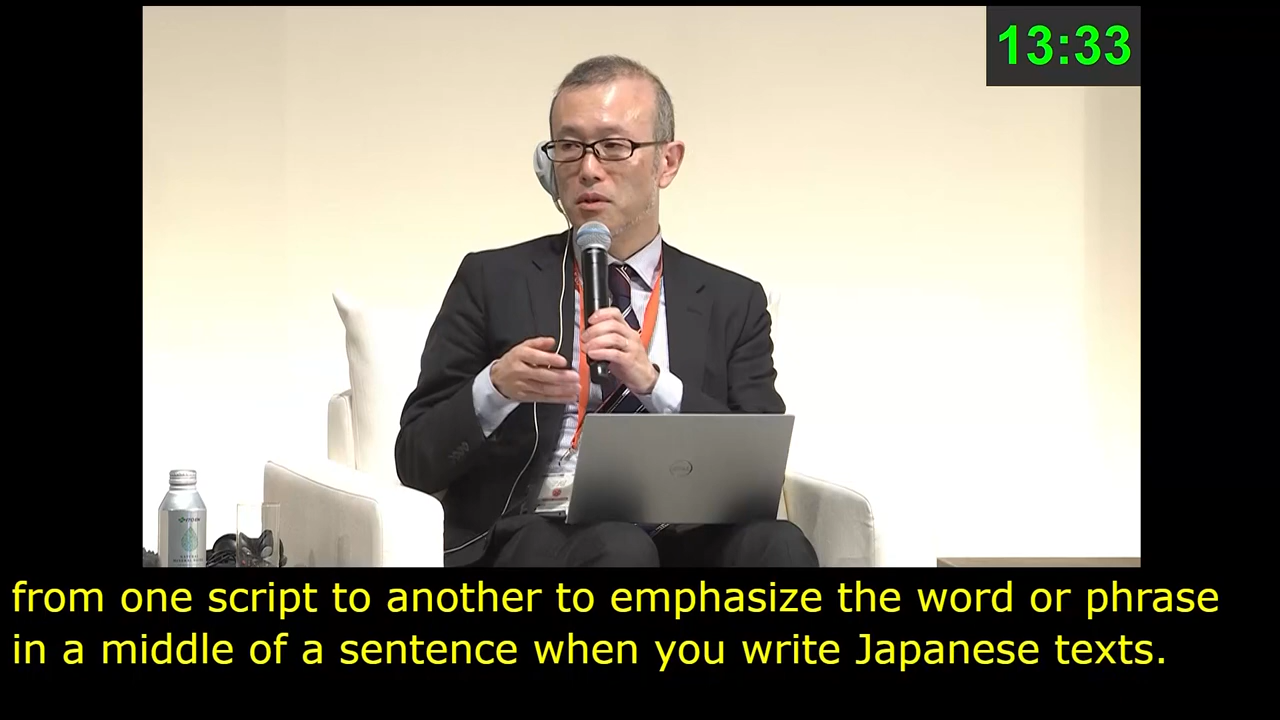 13:33
DELL
from one script to another to emphasize the word or phrase
in a middle of a sentence when you write Japanese texts.